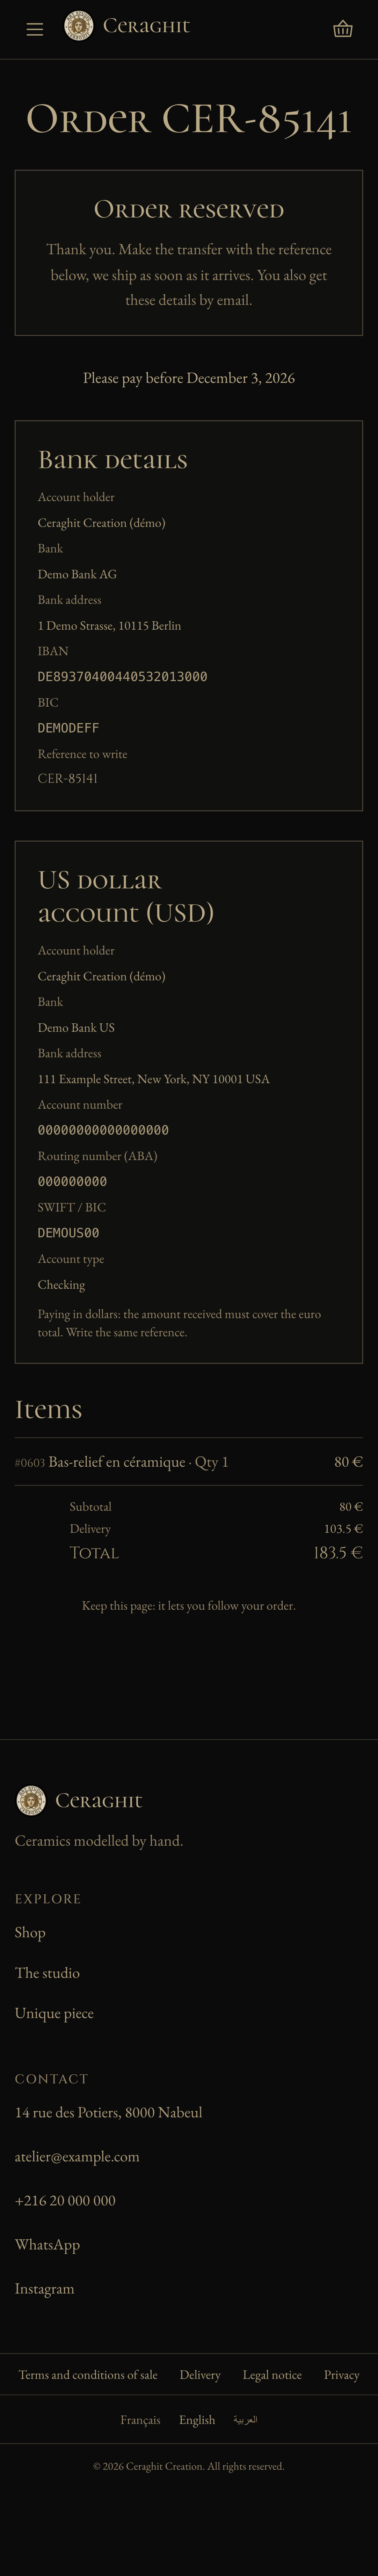 Ceraghit
Order CER-85141
Order reserved
Thank you. Make the transfer with the reference
below, we ship as soon as it arrives. You also get
these details by email.
Please pay before December 3, 2026
Bank details
Account holder
Ceraghit Creation (démo)
Bank
Demo Bank AG
Bank address
1 Demo Strasse, 10115 Berlin
IBAN
DE89370400440532013000
BIC
DEMODEFF
Reference to write
CER-85141
US dollar
account (USD)
Account holder
Ceraghit Creation (démo)
Bank
Demo Bank US
Bank address
111 Example Street, New York, NY 10001 USA
Account number
00000000000000000
Routing number (ABA)
000000000
SWIFT / BIC
DEMOUS00
Account type
Checking
Paying in dollars: the amount received must cover the euro
total. Write the same reference.
Items
#0603 Bas-relief en céramique · Qty 1 80 €
Subtotal 80 €
Delivery 103.5 €
Total 183.5 €
Keep this page: it lets you follow your order.
Ceraghit
Ceramics modelled by hand.
EXPLORE
Shop
The studio
Unique piece
CONTACT
14 rue des Potiers, 8000 Nabeul
atelier@example.com
+216 20 000 000
WhatsApp
Instagram
Terms and conditions of sale Delivery Legal notice Privacy
Français English العربية
© 2026 Ceraghit Creation. All rights reserved.